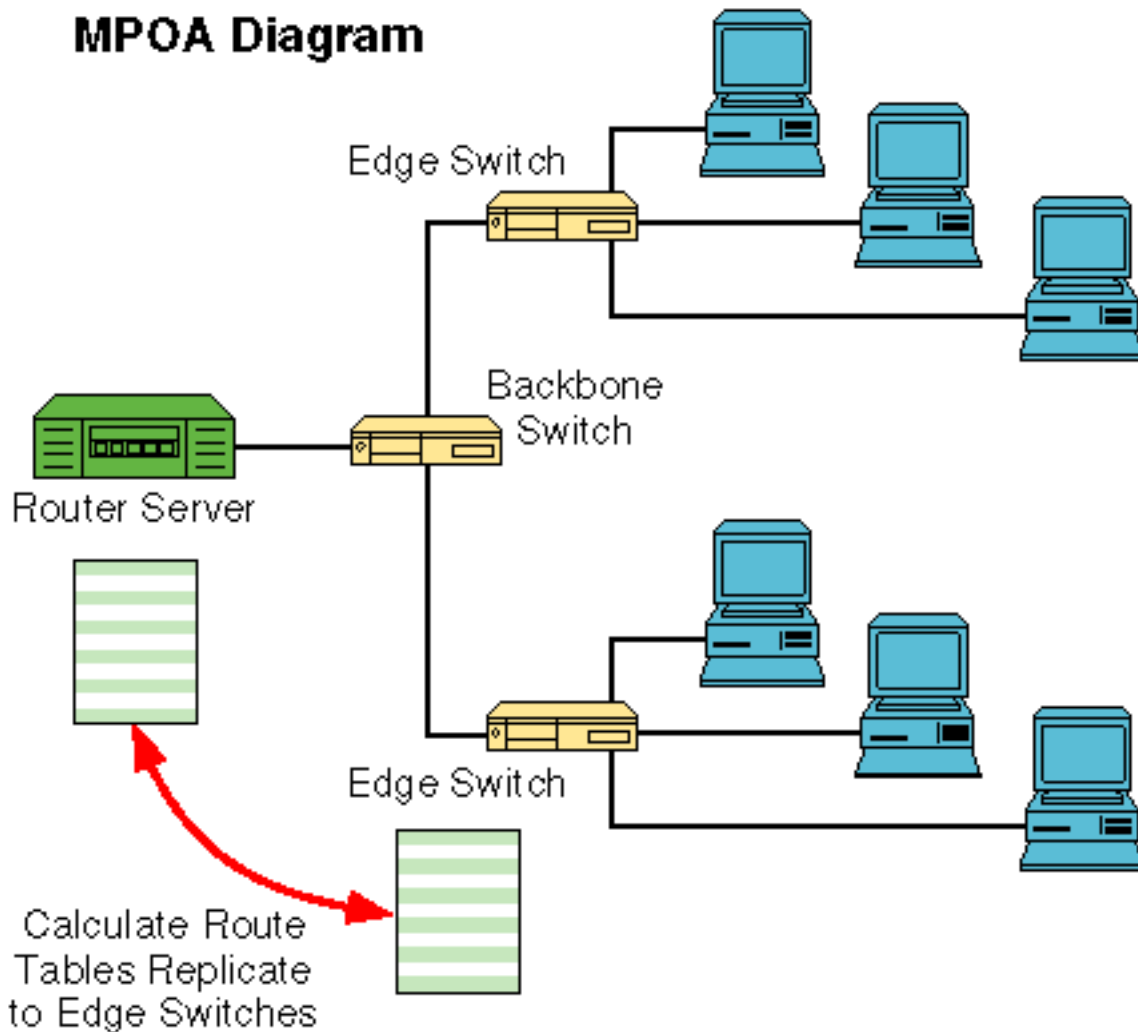 MPOA Diagram
Edge Switch
Backbone
Switch
Router Server
Edge Switch
Calculate Route
Tables Replicate
to Edge Switches